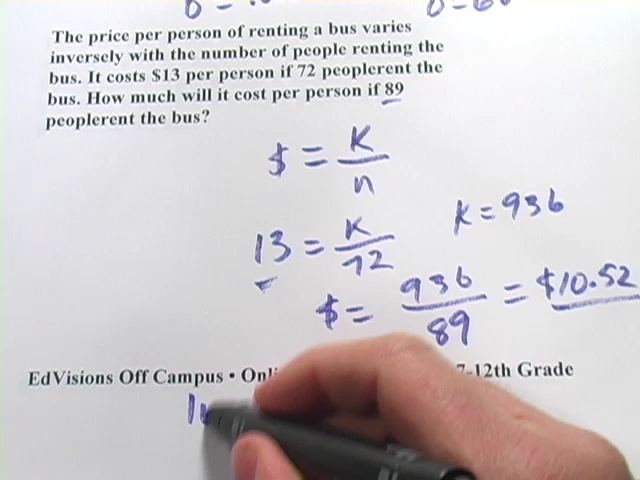 The price per person of renting a bus varies
inversely with the number of people renting the
bus. It costs $13 per person if 72 peoplerent the
bus. How much will it cost per person if 89
peoplerent the bus?
$ = K/n
13 = K/72
K = 936
$ = 936/89 = $10.52
EdVisions Off Campus • 7-12th Grade